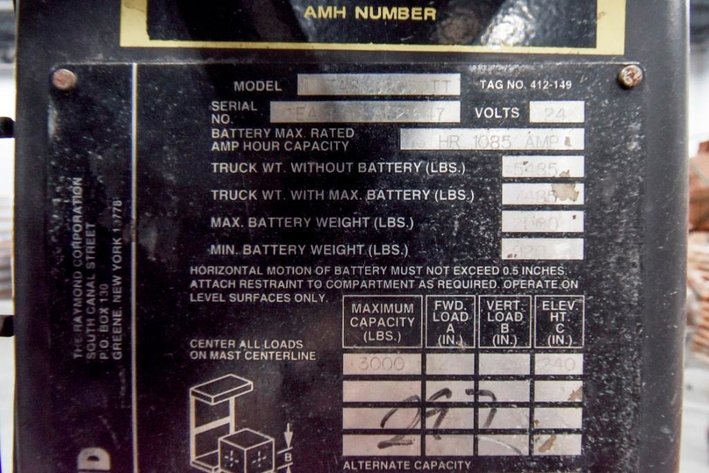 AMH NUMBER
MODEL TT TAG NO. 412-149
SERIAL NO. VOLTS 24
BATTERY MAX. RATED
AMP HOUR CAPACITY HR 1085 AMP
TRUCK WT. WITHOUT BATTERY (LBS.)
TRUCK WT. WITH MAX. BATTERY (LBS.)
MAX. BATTERY WEIGHT (LBS.)
MIN. BATTERY WEIGHT (LBS.)
HORIZONTAL MOTION OF BATTERY MUST NOT EXCEED 0.5 INCHES.
ATTACH RESTRAINT TO COMPARTMENT AS REQUIRED. OPERATE ON
LEVEL SURFACES ONLY.
MAXIMUM CAPACITY (LBS.)
FWD. LOAD A (IN.)
VERT. LOAD B (IN.)
ELEV HT. C (IN.)
CENTER ALL LOADS
ON MAST CENTERLINE
3000 240
B
ALTERNATE CAPACITY
THE RAYMOND CORPORATION
SOUTH CANAL STREET
P.O. BOX 130
GREENE, NEW YORK 13778